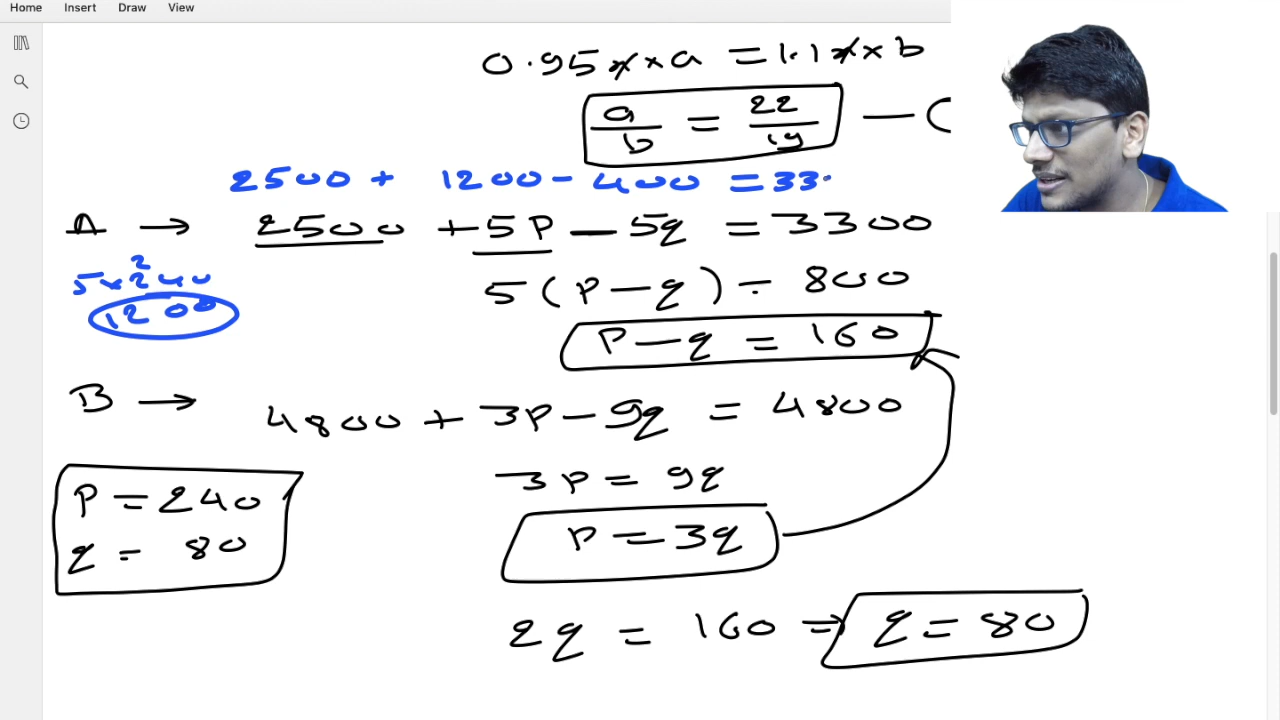 Home Insert Draw View
0.95x × a = 1.1x × b
a/b = 22/19 — (
2500 + 1200 - 400 = 33.
A → 2500 + 5P - 5q = 3300
5 × 240
2
1200
5(P-q) = 800
P-q = 160
B → 4800 + 3P - 9q = 4800
3P = 9q
P = 240
q = 80
P = 3q
2q = 160 ⇒ q = 80